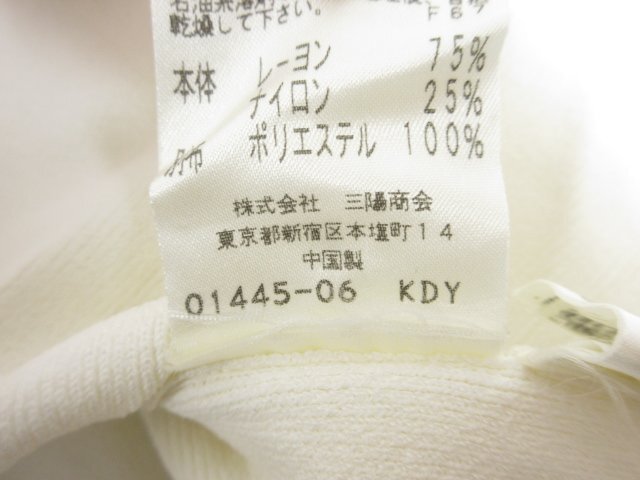 乾燥して下さい。
本体 レーヨン 75%
ナイロン 25%
別布 ポリエステル 100%
株式会社 三陽商会
東京都新宿区本塩町14
中国製
01445-06 KDY